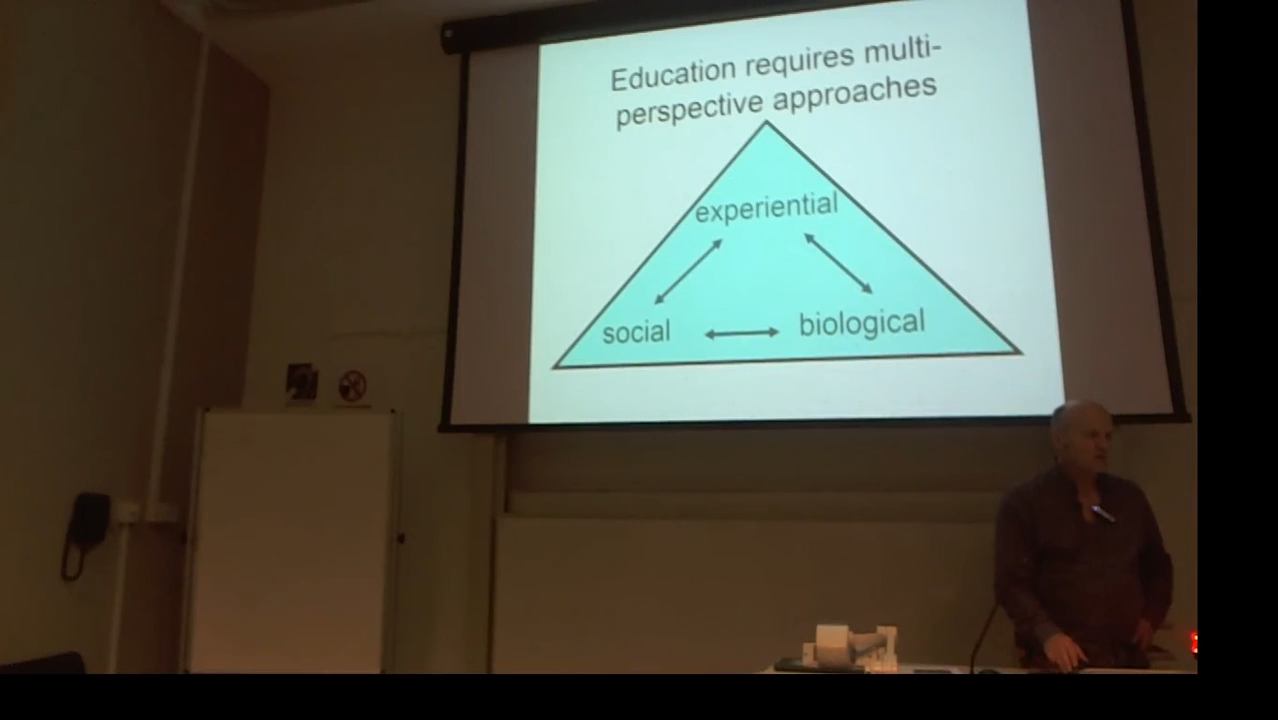 Education requires multi-
perspective approaches
experiential
social
biological